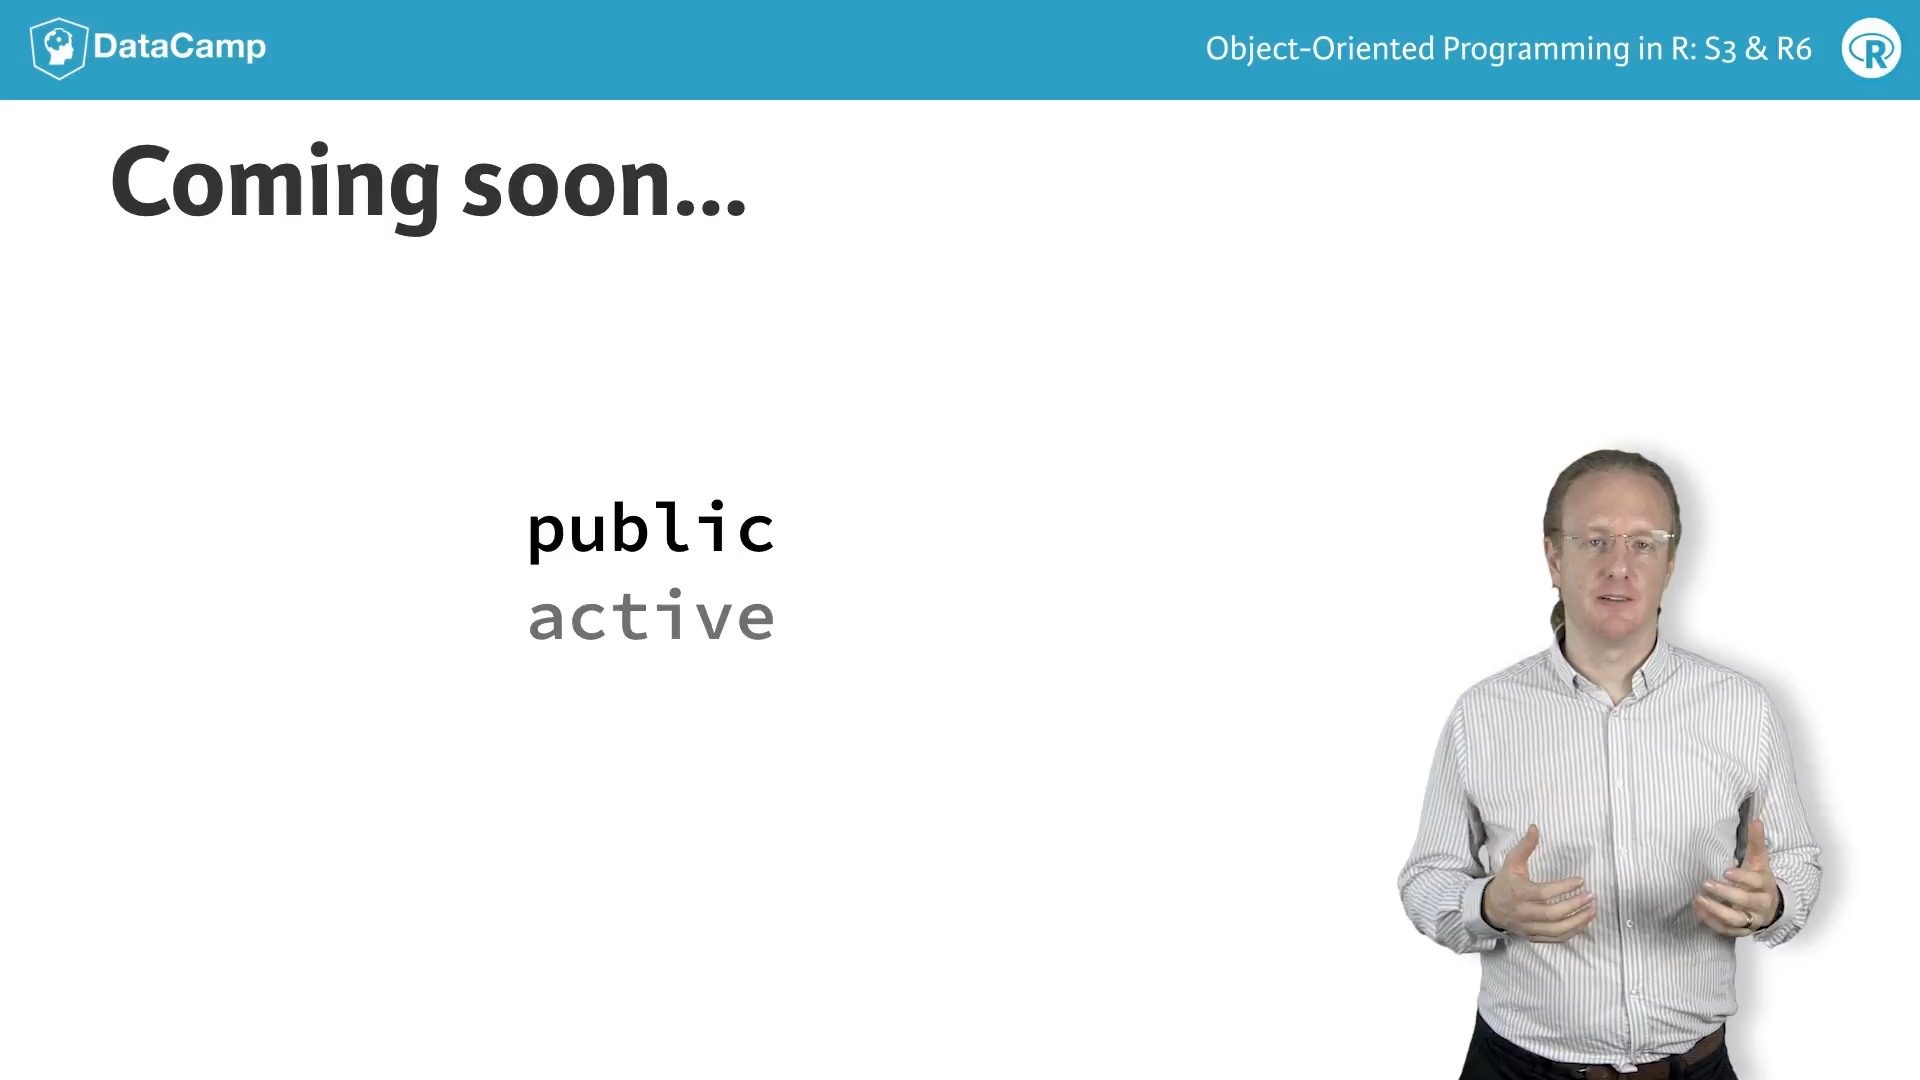 DataCamp
Object-Oriented Programming in R: S3 & R6
R
Coming soon...
public
active